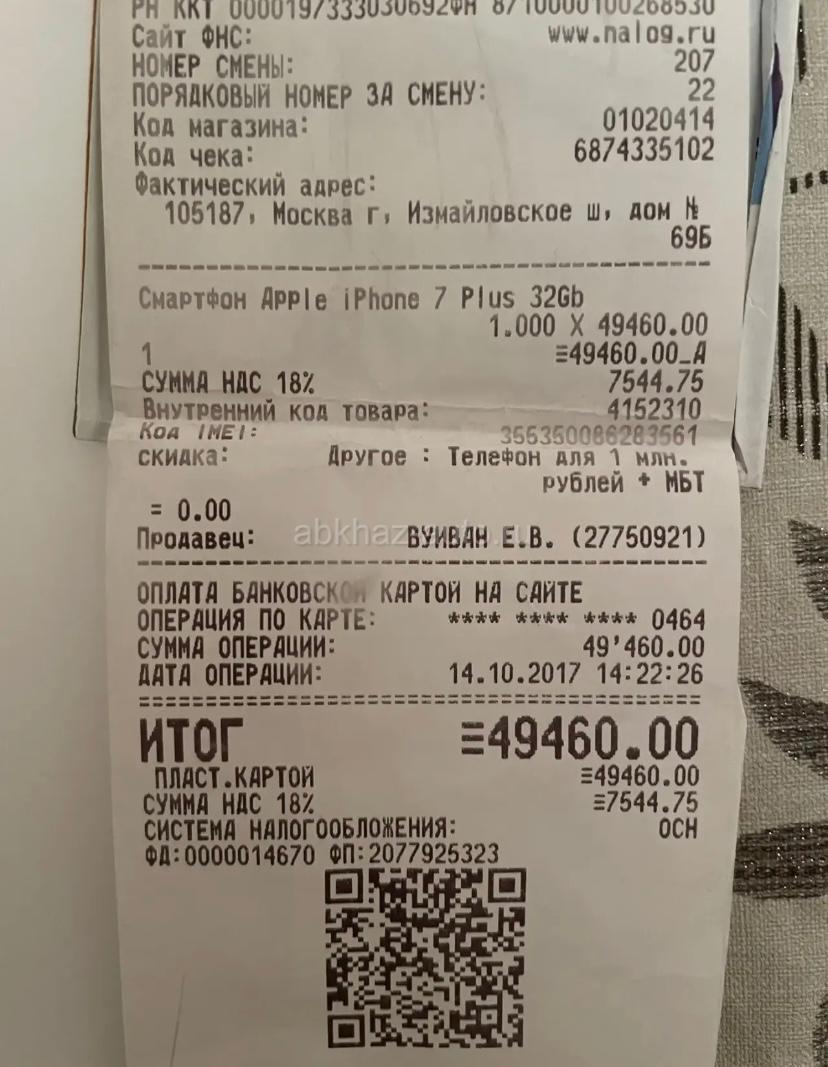 РН ККТ 0000197333030692ФН 8710000100268530
Сайт ФНС: www.nalog.ru
НОМЕР СМЕНЫ: 207
ПОРЯДКОВЫЙ НОМЕР ЗА СМЕНУ: 22
Код магазина: 01020414
Код чека: 6874335102
Фактический адрес:
105187, Москва г, Измайловское ш, дом №
69Б
Смартфон Apple iPhone 7 Plus 32Gb
1.000 X 49460.00
1 ≡49460.00_А
СУММА НДС 18% 7544.75
Внутренний код товара: 4152310
Код IMEI: 355350086283561
скидка: Другое : Телефон для 1 млн.
рублей + МБТ
= 0.00
Продавец: ВУИВАН Е.В. (27750921)
ОПЛАТА БАНКОВСКОЙ КАРТОЙ НА САЙТЕ
ОПЕРАЦИЯ ПО КАРТЕ: **** **** **** 0464
СУММА ОПЕРАЦИИ: 49'460.00
ДАТА ОПЕРАЦИИ: 14.10.2017 14:22:26
ИТОГ ≡49460.00
ПЛАСТ.КАРТОЙ ≡49460.00
СУММА НДС 18% ≡7544.75
СИСТЕМА НАЛОГООБЛОЖЕНИЯ: ОСН
ФД:0000014670 ФП:2077925323